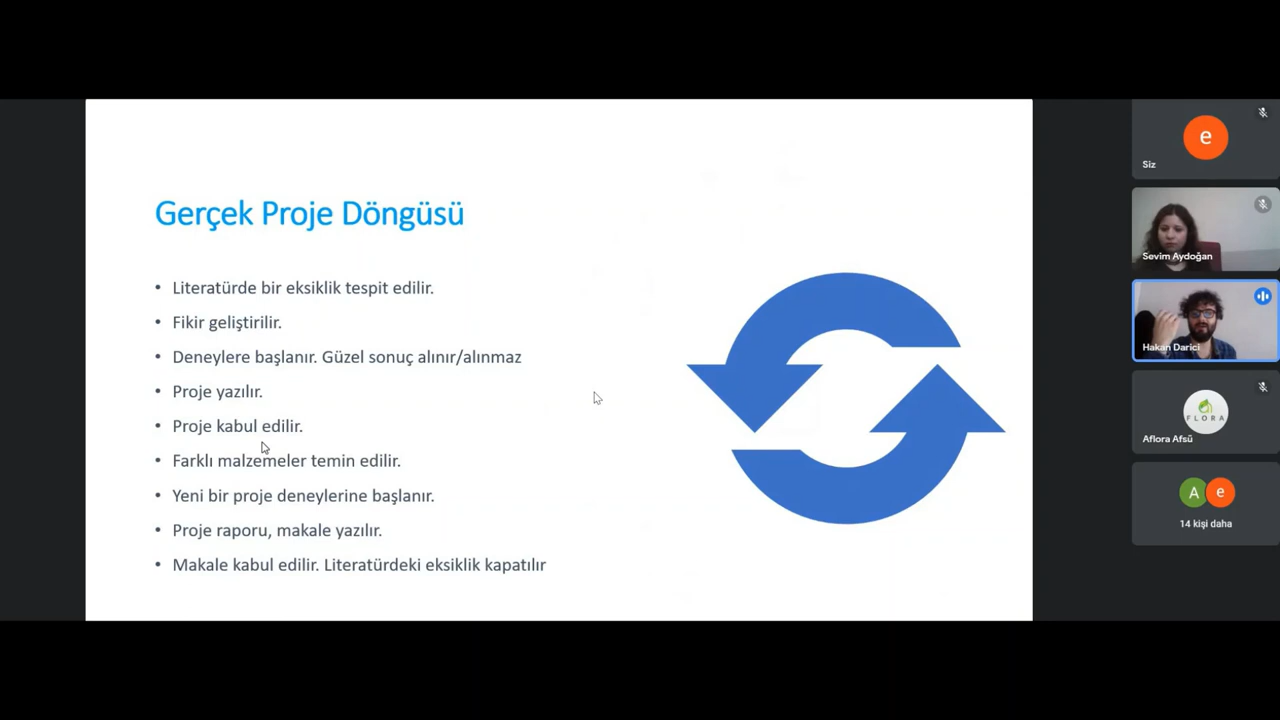 Gerçek Proje Döngüsü
• Literatürde bir eksiklik tespit edilir.
• Fikir geliştirilir.
• Deneylere başlanır. Güzel sonuç alınır/alınmaz
• Proje yazılır.
• Proje kabul edilir.
• Farklı malzemeler temin edilir.
• Yeni bir proje deneylerine başlanır.
• Proje raporu, makale yazılır.
• Makale kabul edilir. Literatürdeki eksiklik kapatılır
e
Siz
Sevim Aydoğan
Hakan Darici
FLORA
Aflora Afsü
A e
14 kişi daha